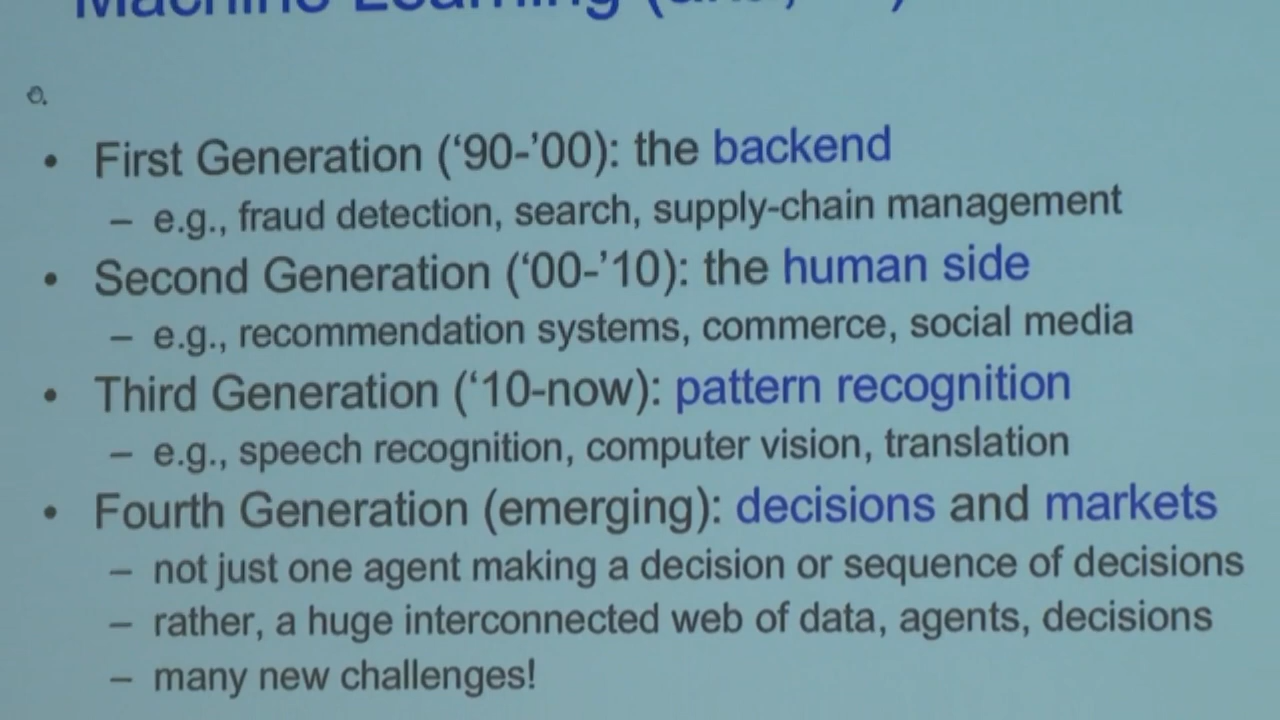 Machine Learning
• First Generation (‘90-’00): the backend
– e.g., fraud detection, search, supply-chain management
• Second Generation (‘00-’10): the human side
– e.g., recommendation systems, commerce, social media
• Third Generation (‘10-now): pattern recognition
– e.g., speech recognition, computer vision, translation
• Fourth Generation (emerging): decisions and markets
– not just one agent making a decision or sequence of decisions
– rather, a huge interconnected web of data, agents, decisions
– many new challenges!